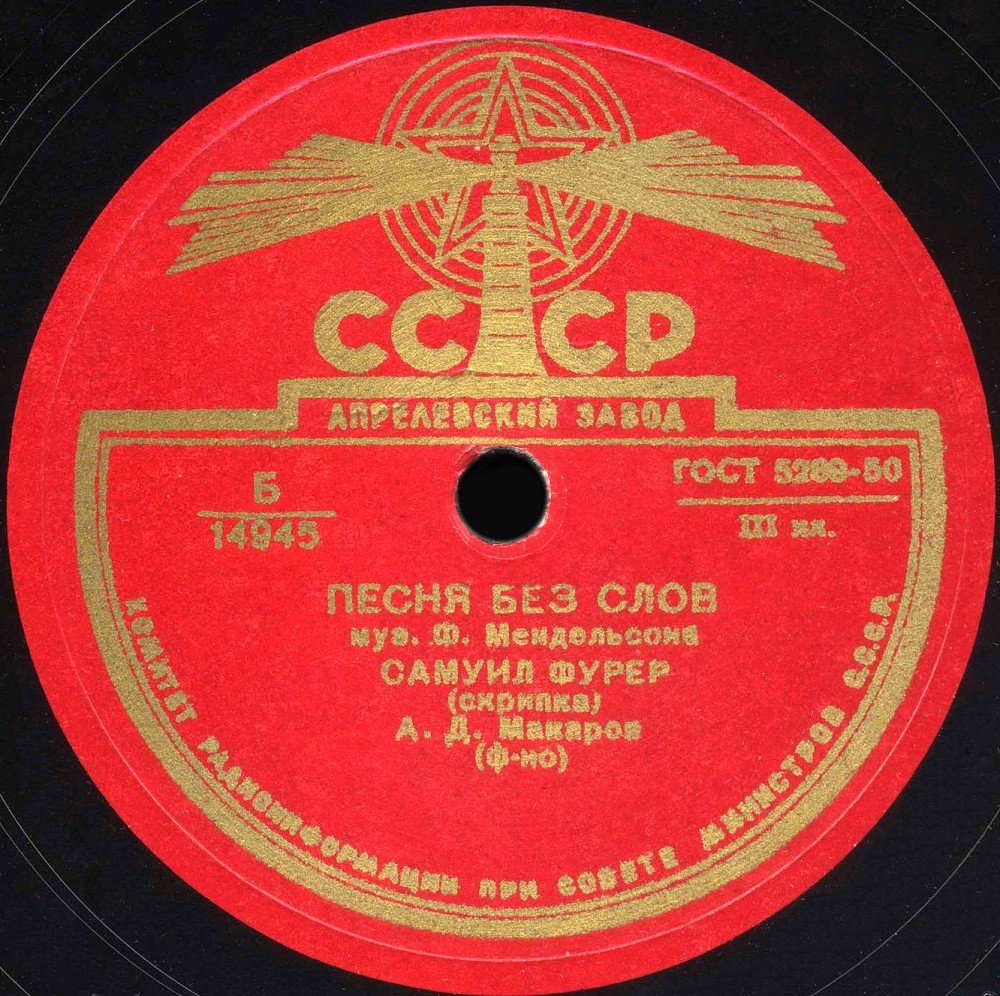 СССР
АПРЕЛЕВСКИЙ ЗАВОД
Б
14945
ГОСТ 5289-50
III кл.
ПЕСНЯ БЕЗ СЛОВ
муз. Ф. Мендельсона
САМУИЛ ФУРЕР
(скрипка)
А. Д. Макаров
(ф-но)
КОМИТЕТ РАДИОИНФОРМАЦИИ ПРИ СОВЕТЕ МИНИСТРОВ С.С.С.Р.